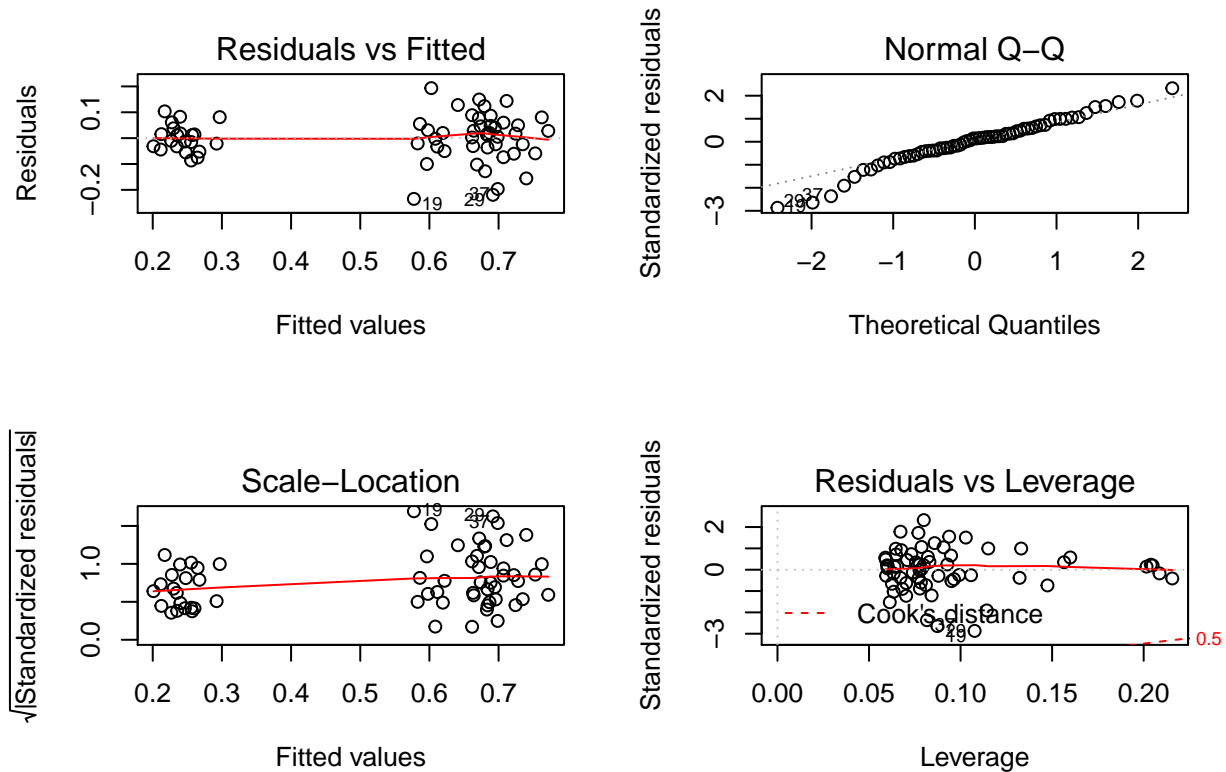 Residuals vs Fitted
Residuals
0.1
−0.2
19
37
29
0.2 0.3 0.4 0.5 0.6 0.7
Fitted values
Normal Q−Q
Standardized residuals
2
0
−3
29
37
19
−2 −1 0 1 2
Theoretical Quantiles
Scale−Location
√|Standardized residuals|
1.0
0.0
19
29
37
0.2 0.3 0.4 0.5 0.6 0.7
Fitted values
Residuals vs Leverage
Standardized residuals
2
0
−3
Cook's distance
29
19
0.5
0.00 0.05 0.10 0.15 0.20
Leverage